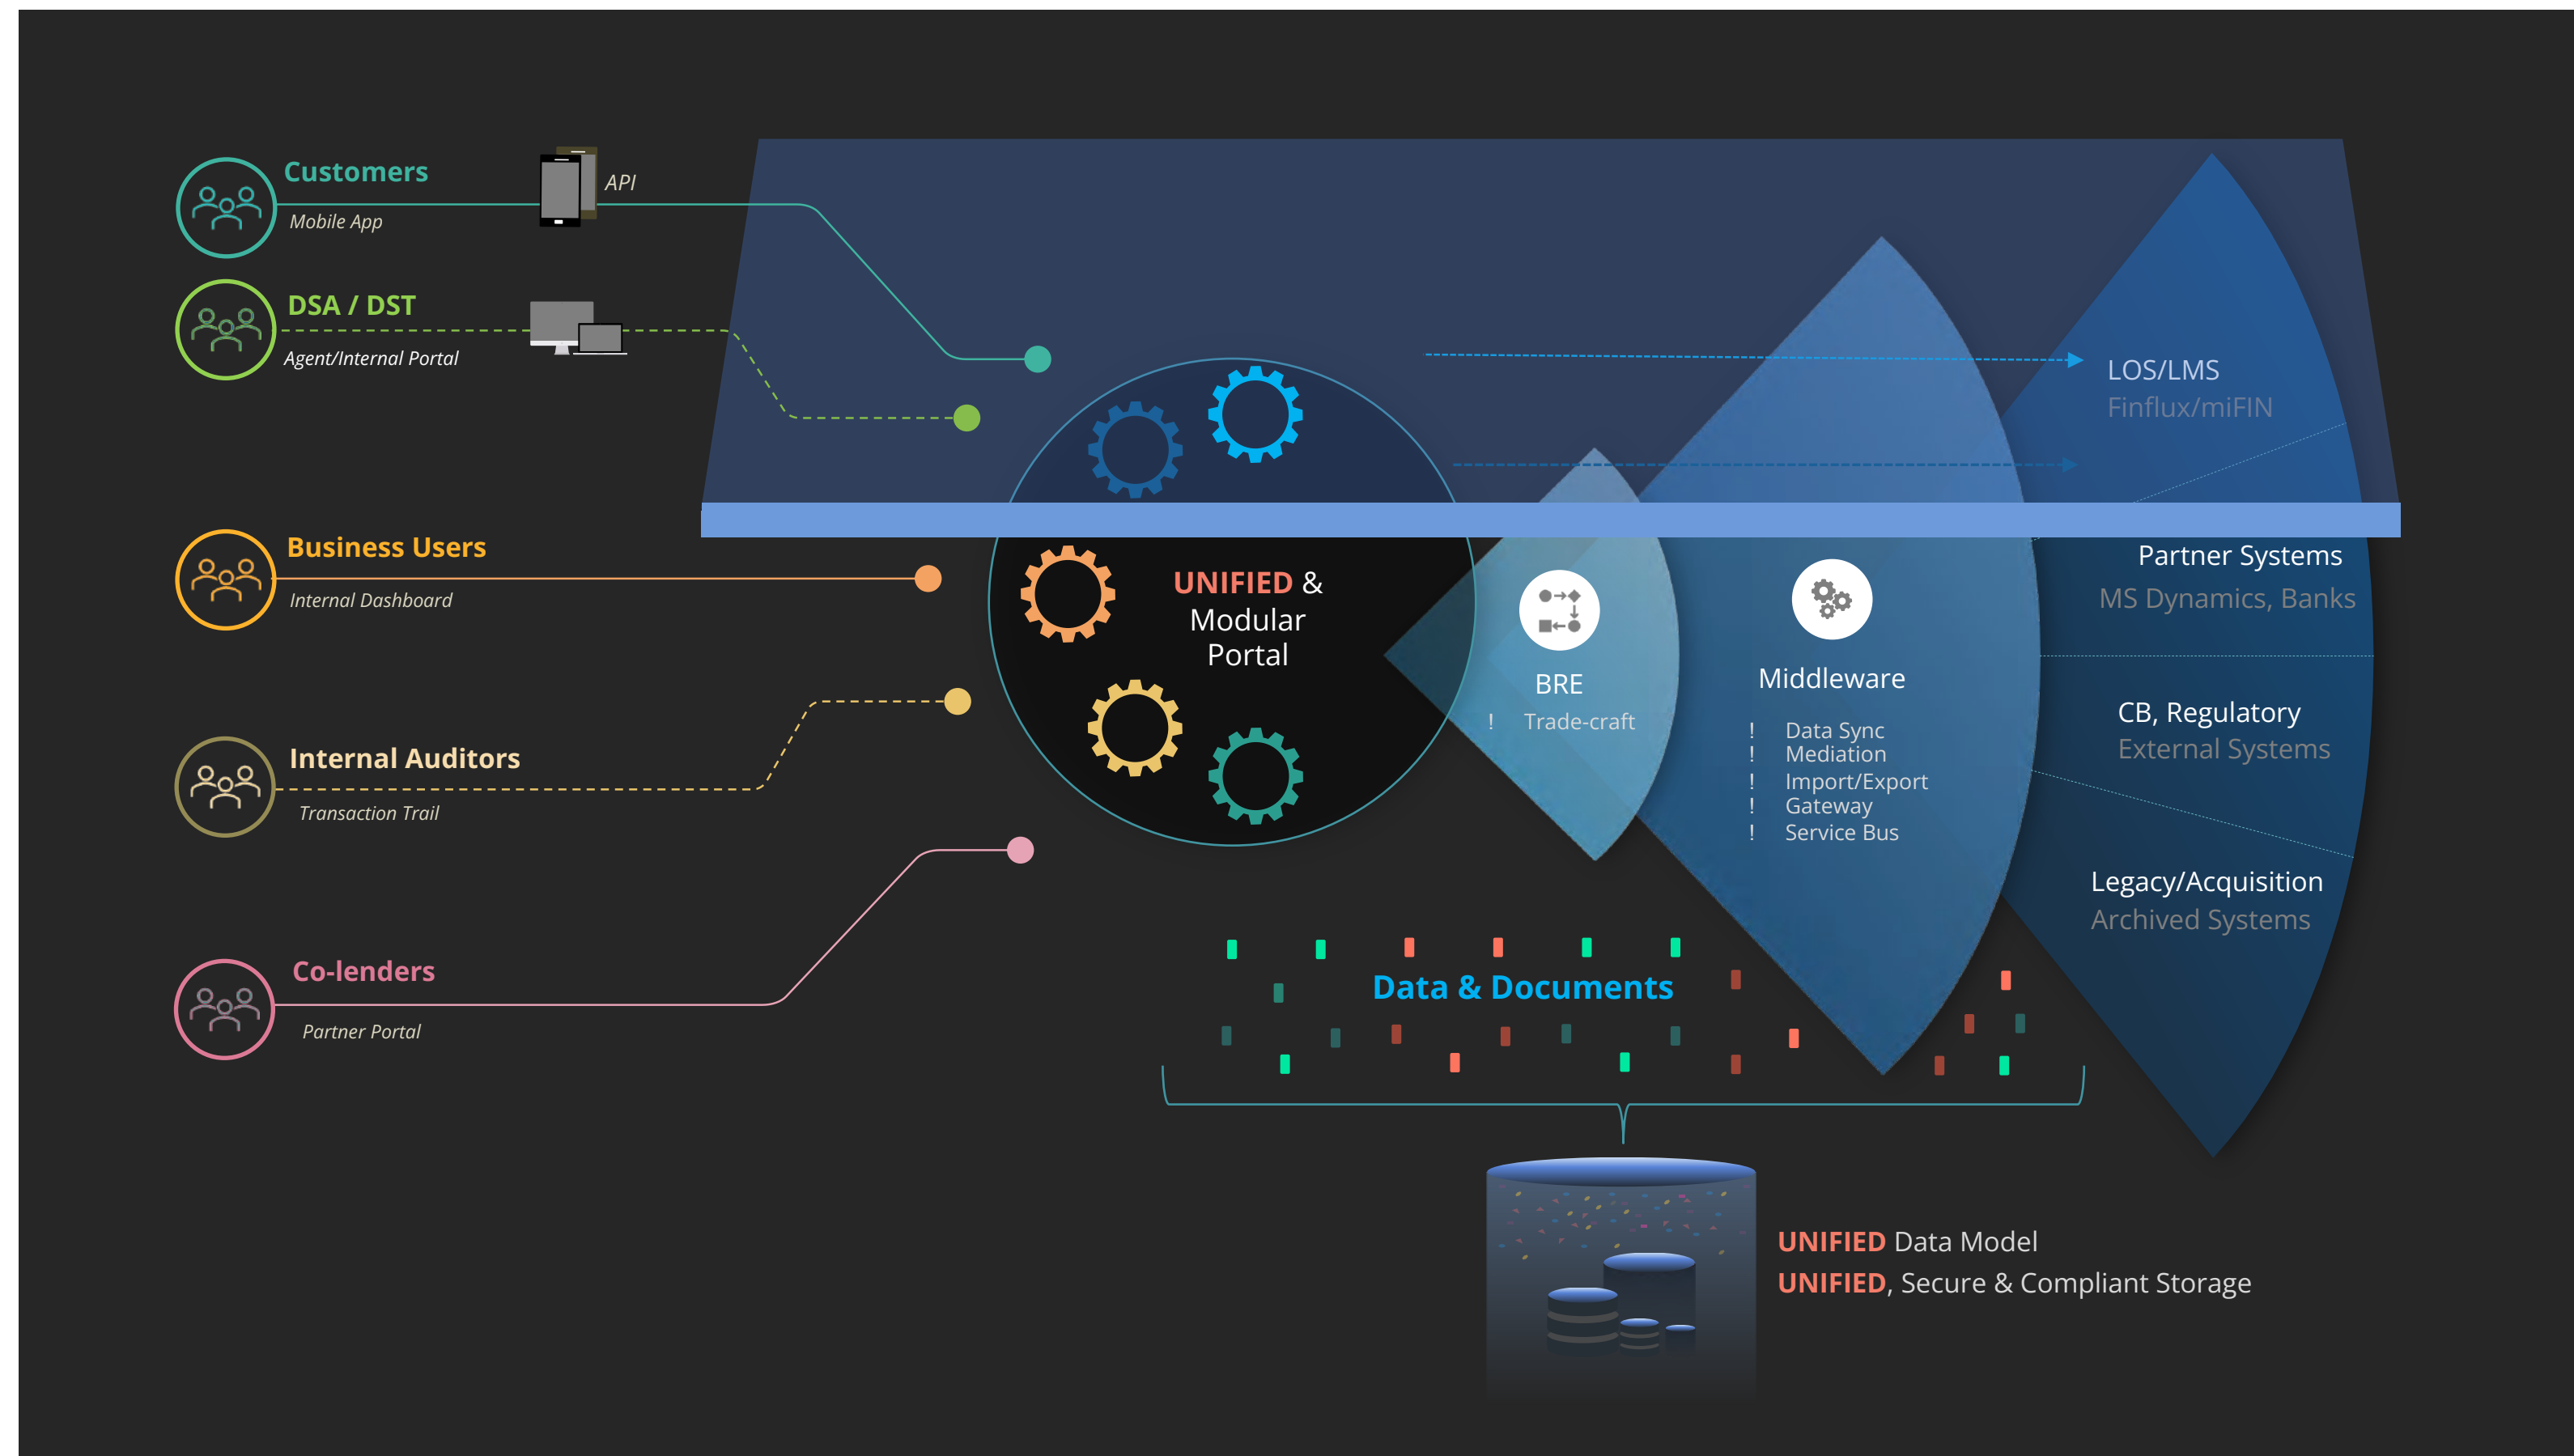 Customers
API
Mobile App
DSA / DST
Agent/Internal Portal
Business Users
Internal Dashboard
Internal Auditors
Transaction Trail
Co-lenders
Partner Portal
UNIFIED &
Modular
Portal
BRE
! Trade-craft
Middleware
! Data Sync
! Mediation
! Import/Export
! Gateway
! Service Bus
LOS/LMS
Finflux/miFIN
Partner Systems
MS Dynamics, Banks
CB, Regulatory
External Systems
Legacy/Acquisition
Archived Systems
Data & Documents
UNIFIED Data Model
UNIFIED, Secure & Compliant Storage